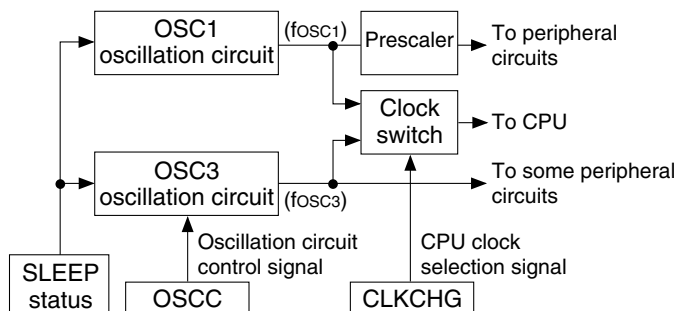 OSC1
oscillation circuit
(fOSC1)
Prescaler
To peripheral
circuits
Clock
switch
To CPU
OSC3
oscillation circuit
(fOSC3)
To some peripheral
circuits
Oscillation circuit
control signal
CPU clock
selection signal
SLEEP
status
OSCC
CLKCHG